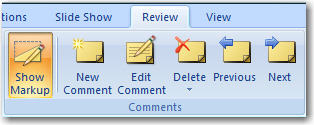 tions Slide Show Review View
Show New Edit Delete Previous Next
Markup Comment Comment
Comments